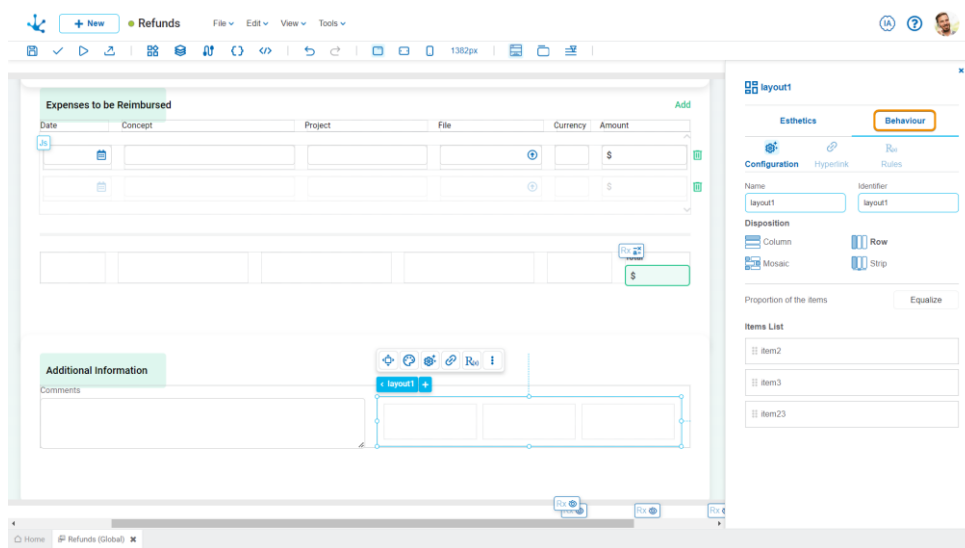 + New
Refunds
File
Edit
View
Tools
IA
?
1382px
Expenses to be Reimbursed
Add
Date
Concept
Project
File
Currency
Amount
Js
$
$
Rx
$
Additional Information
Comments
R(x)
< layout1 +
Rx
Rx
Rx
layout1
Esthetics
Behaviour
Configuration
Hyperlink
Rules
Name
Identifier
layout1
layout1
Disposition
Column
Row
Mosaic
Strip
Proportion of the items
Equalize
Items List
item2
item3
item23
Home
Refunds (Global)